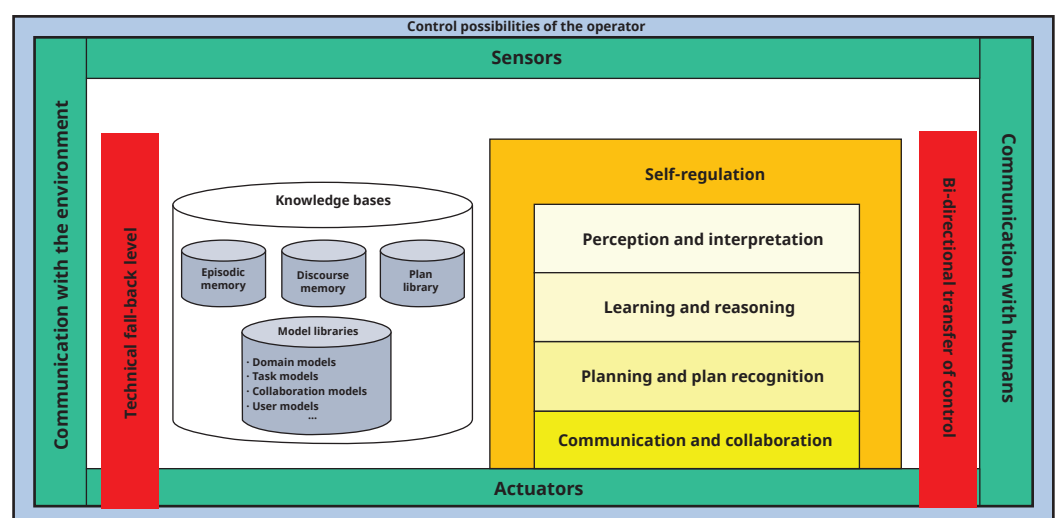 Control possibilities of the operator
Sensors
Communication with the environment
Technical fall-back level
Knowledge bases
Episodic
memory
Discourse
memory
Plan
library
Model libraries
· Domain models
· Task models
· Collaboration models
· User models
...
Self-regulation
Perception and interpretation
Learning and reasoning
Planning and plan recognition
Communication and collaboration
Bi-directional transfer of control
Communication with humans
Actuators